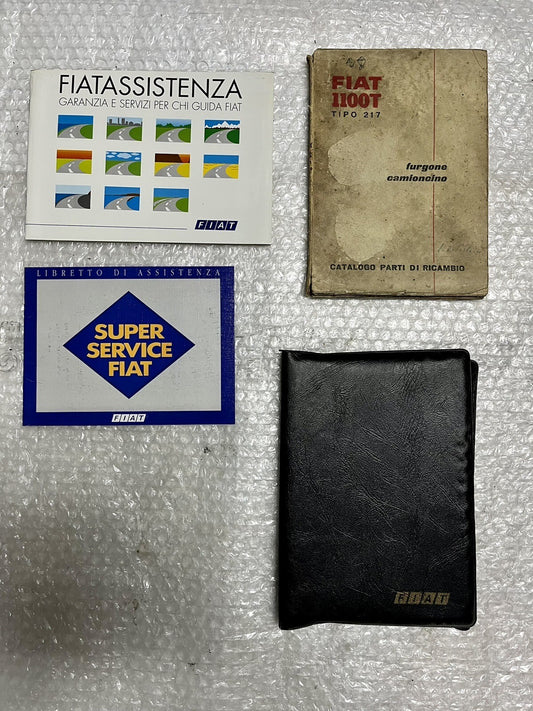 FIATASSISTENZA
GARANZIA E SERVIZI PER CHI GUIDA FIAT
FIAT
LIBRETTO DI ASSISTENZA
SUPER
SERVICE
FIAT
FIAT
FIAT
1100T
TIPO 217
furgone
camioncino
CATALOGO PARTI DI RICAMBIO
FIAT